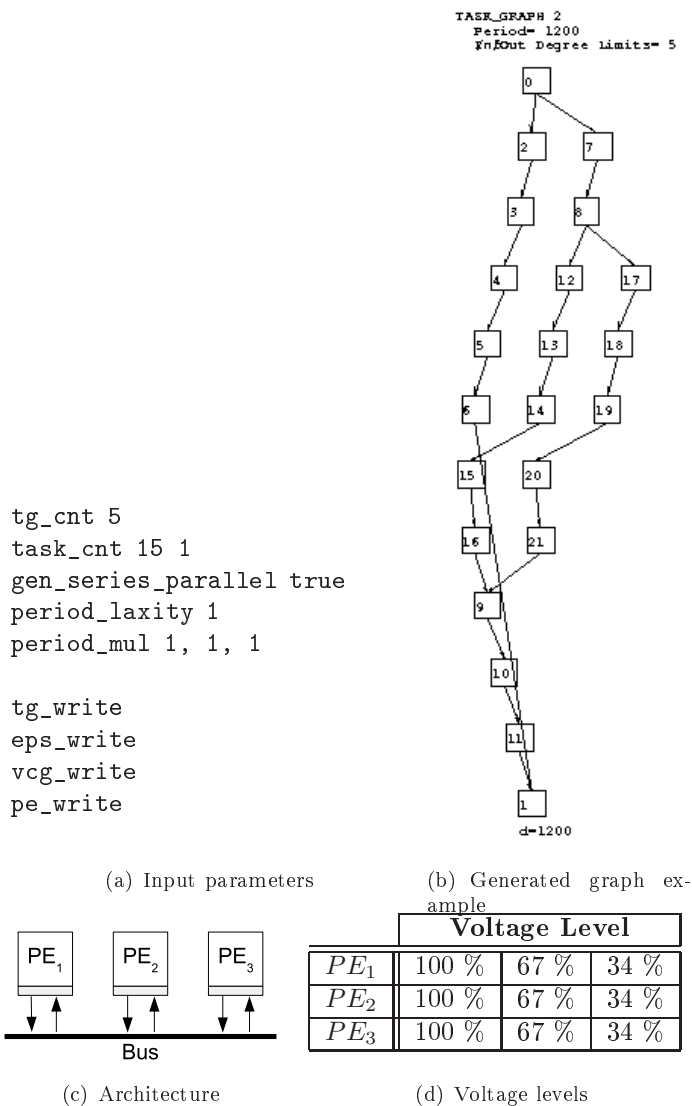 TASK_GRAPH 2
Period= 1200
In/Out Degree Limits= 5
0
2 7
3 8
4 12 17
5 13 18
6 14 19
15 20
16 21
9
10
11
1
d=1200
tg_cnt 5
task_cnt 15 1
gen_series_parallel true
period_laxity 1
period_mul 1, 1, 1
tg_write
eps_write
vcg_write
pe_write
(a) Input parameters
(b) Generated graph ex-
ample
PE1 PE2 PE3
Bus
(c) Architecture
Voltage Level
PE1 100 % 67 % 34 %
PE2 100 % 67 % 34 %
PE3 100 % 67 % 34 %
(d) Voltage levels